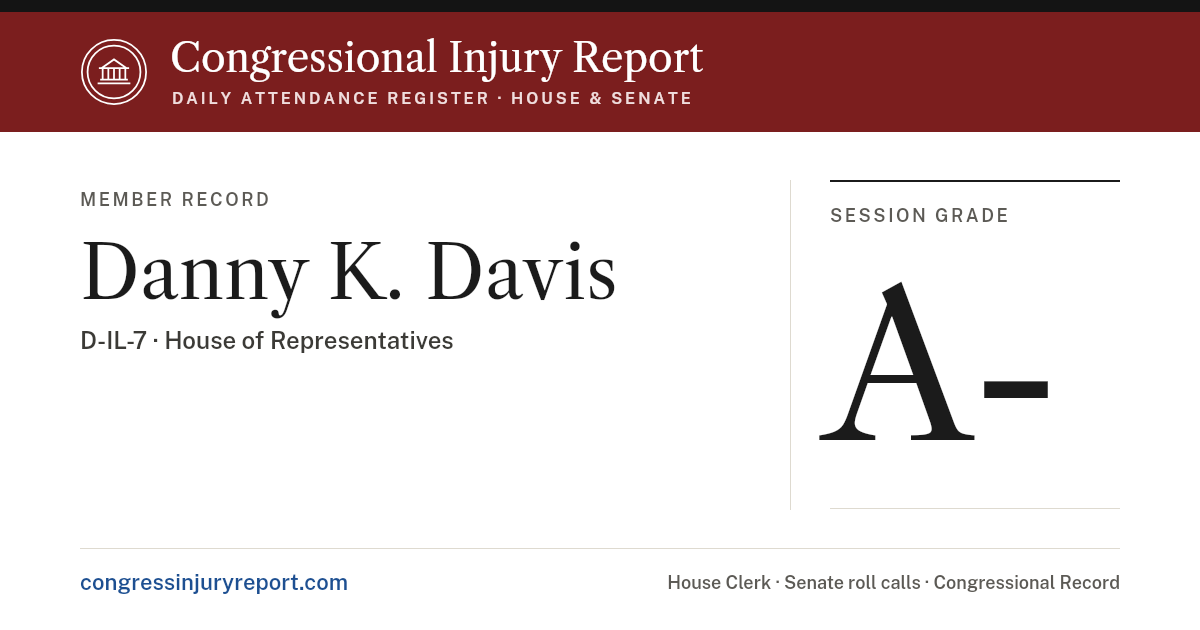 Congressional Injury Report
DAILY ATTENDANCE REGISTER · HOUSE & SENATE
MEMBER RECORD
Danny K. Davis
D-IL-7 · House of Representatives
SESSION GRADE
A-
congressinjuryreport.com
House Clerk · Senate roll calls · Congressional Record